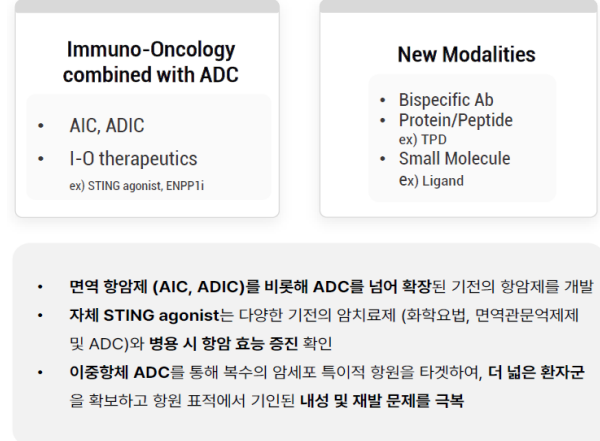 Immuno-Oncology
combined with ADC
• AIC, ADIC
• I-O therapeutics
ex) STING agonist, ENPP1i
New Modalities
• Bispecific Ab
• Protein/Peptide
ex) TPD
• Small Molecule
ex) Ligand
• 면역 항암제 (AIC, ADIC)를 비롯해 ADC를 넘어 확장된 기전의 항암제를 개발
• 자체 STING agonist는 다양한 기전의 암치료제 (화학요법, 면역관문억제제
및 ADC)와 병용 시 항암 효능 증진 확인
• 이중항체 ADC를 통해 복수의 암세포 특이적 항원을 타겟하여, 더 넓은 환자군
을 확보하고 항원 표적에서 기인된 내성 및 재발 문제를 극복